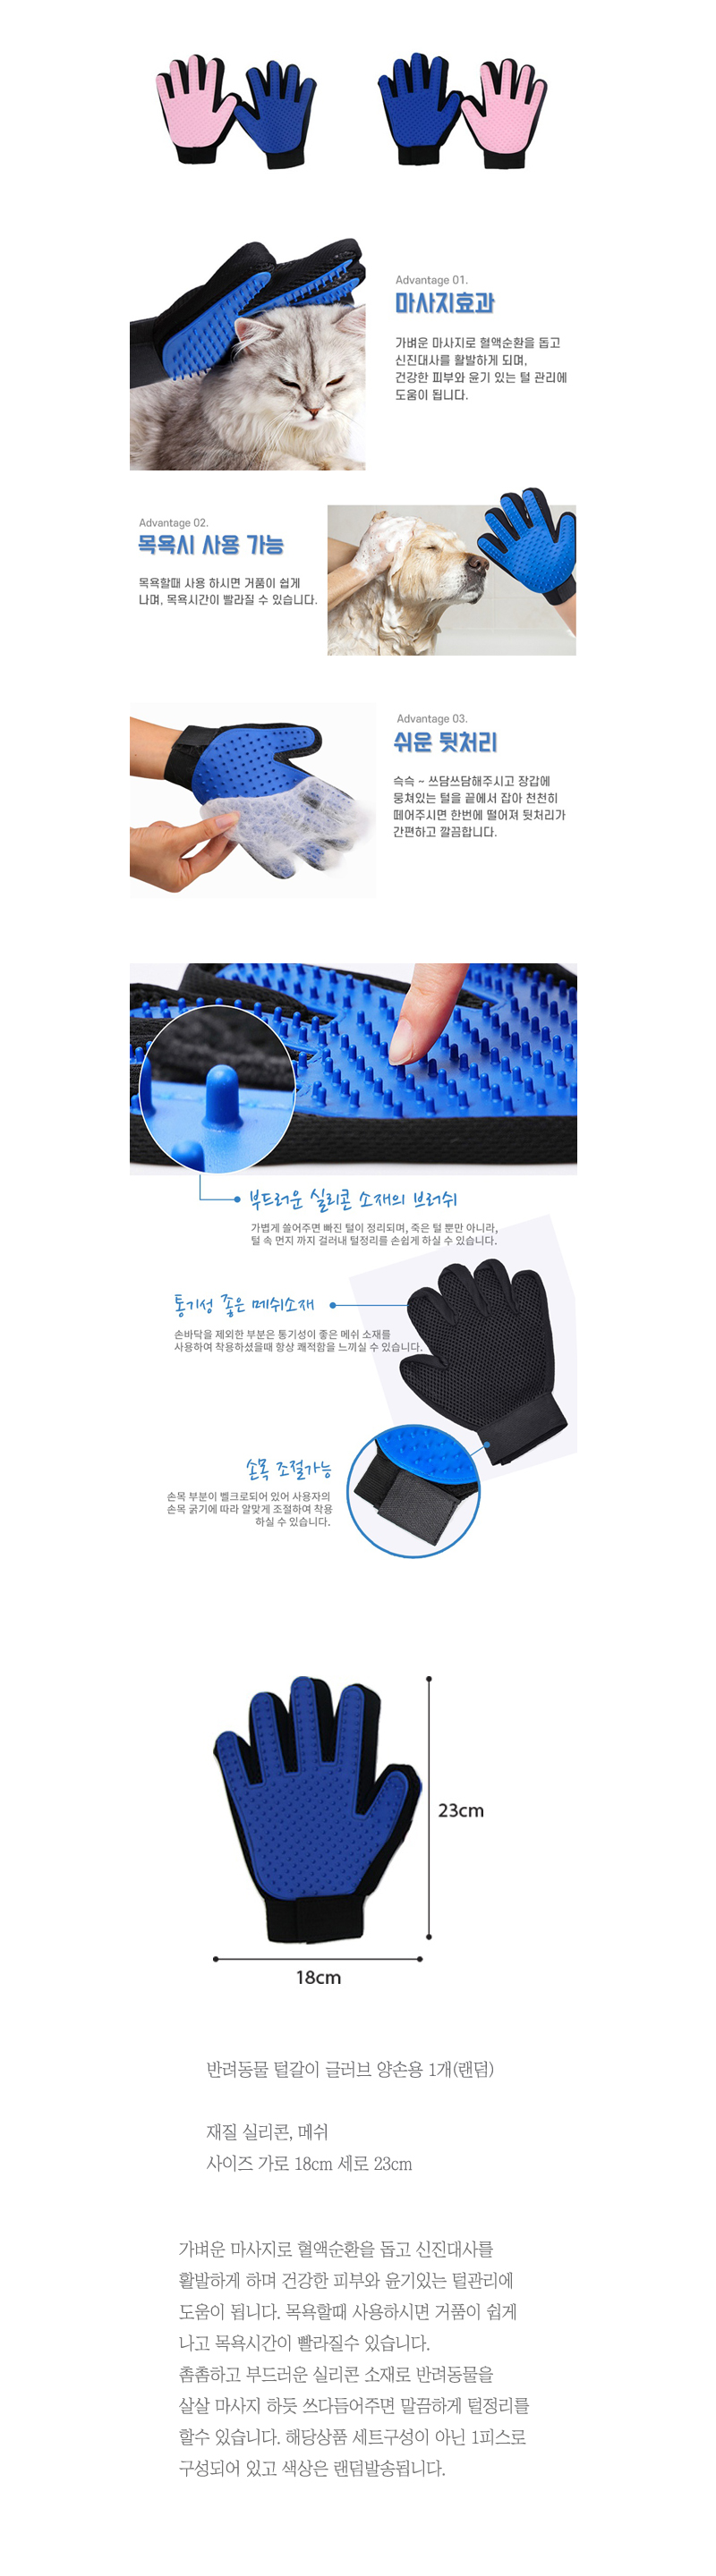 Advantage 01.
마사지효과
가벼운 마사지로 혈액순환을 돕고
신진대사를 활발하게 되며,
건강한 피부와 윤기 있는 털 관리에
도움이 됩니다.
Advantage 02.
목욕시 사용 가능
목욕할때 사용 하시면 거품이 쉽게
나며, 목욕시간이 빨라질 수 있습니다.
Advantage 03.
쉬운 뒷처리
슥슥 ~ 쓰담쓰담해주시고 장갑에
뭉쳐있는 털을 끝에서 잡아 천천히
떼어주시면 한번에 떨어져 뒷처리가
간편하고 깔끔합니다.
부드러운 실리콘 소재의 브러쉬
가볍게 쓸어주면 빠진 털이 정리되며, 죽은 털 뿐만 아니라,
털 속 먼지 까지 걸러내 털정리를 손쉽게 하실 수 있습니다.
통기성 좋은 메쉬소재
손바닥을 제외한 부분은 통기성이 좋은 메쉬 소재를
사용하여 착용하셨을때 항상 쾌적함을 느끼실 수 있습니다.
손목 조절가능
손목 부분이 벨크로되어 있어 사용자의
손목 굵기에 따라 알맞게 조절하여 착용
하실 수 있습니다.
23cm
18cm
반려동물 털갈이 글러브 양손용 1개(랜덤)
재질 실리콘, 메쉬
사이즈 가로 18cm 세로 23cm
가벼운 마사지로 혈액순환을 돕고 신진대사를
활발하게 하며 건강한 피부와 윤기있는 털관리에
도움이 됩니다. 목욕할때 사용하시면 거품이 쉽게
나고 목욕시간이 빨라질수 있습니다.
촘촘하고 부드러운 실리콘 소재로 반려동물을
살살 마사지 하듯 쓰다듬어주면 말끔하게 털정리를
할수 있습니다. 해당상품 세트구성이 아닌 1피스로
구성되어 있고 색상은 랜덤발송됩니다.